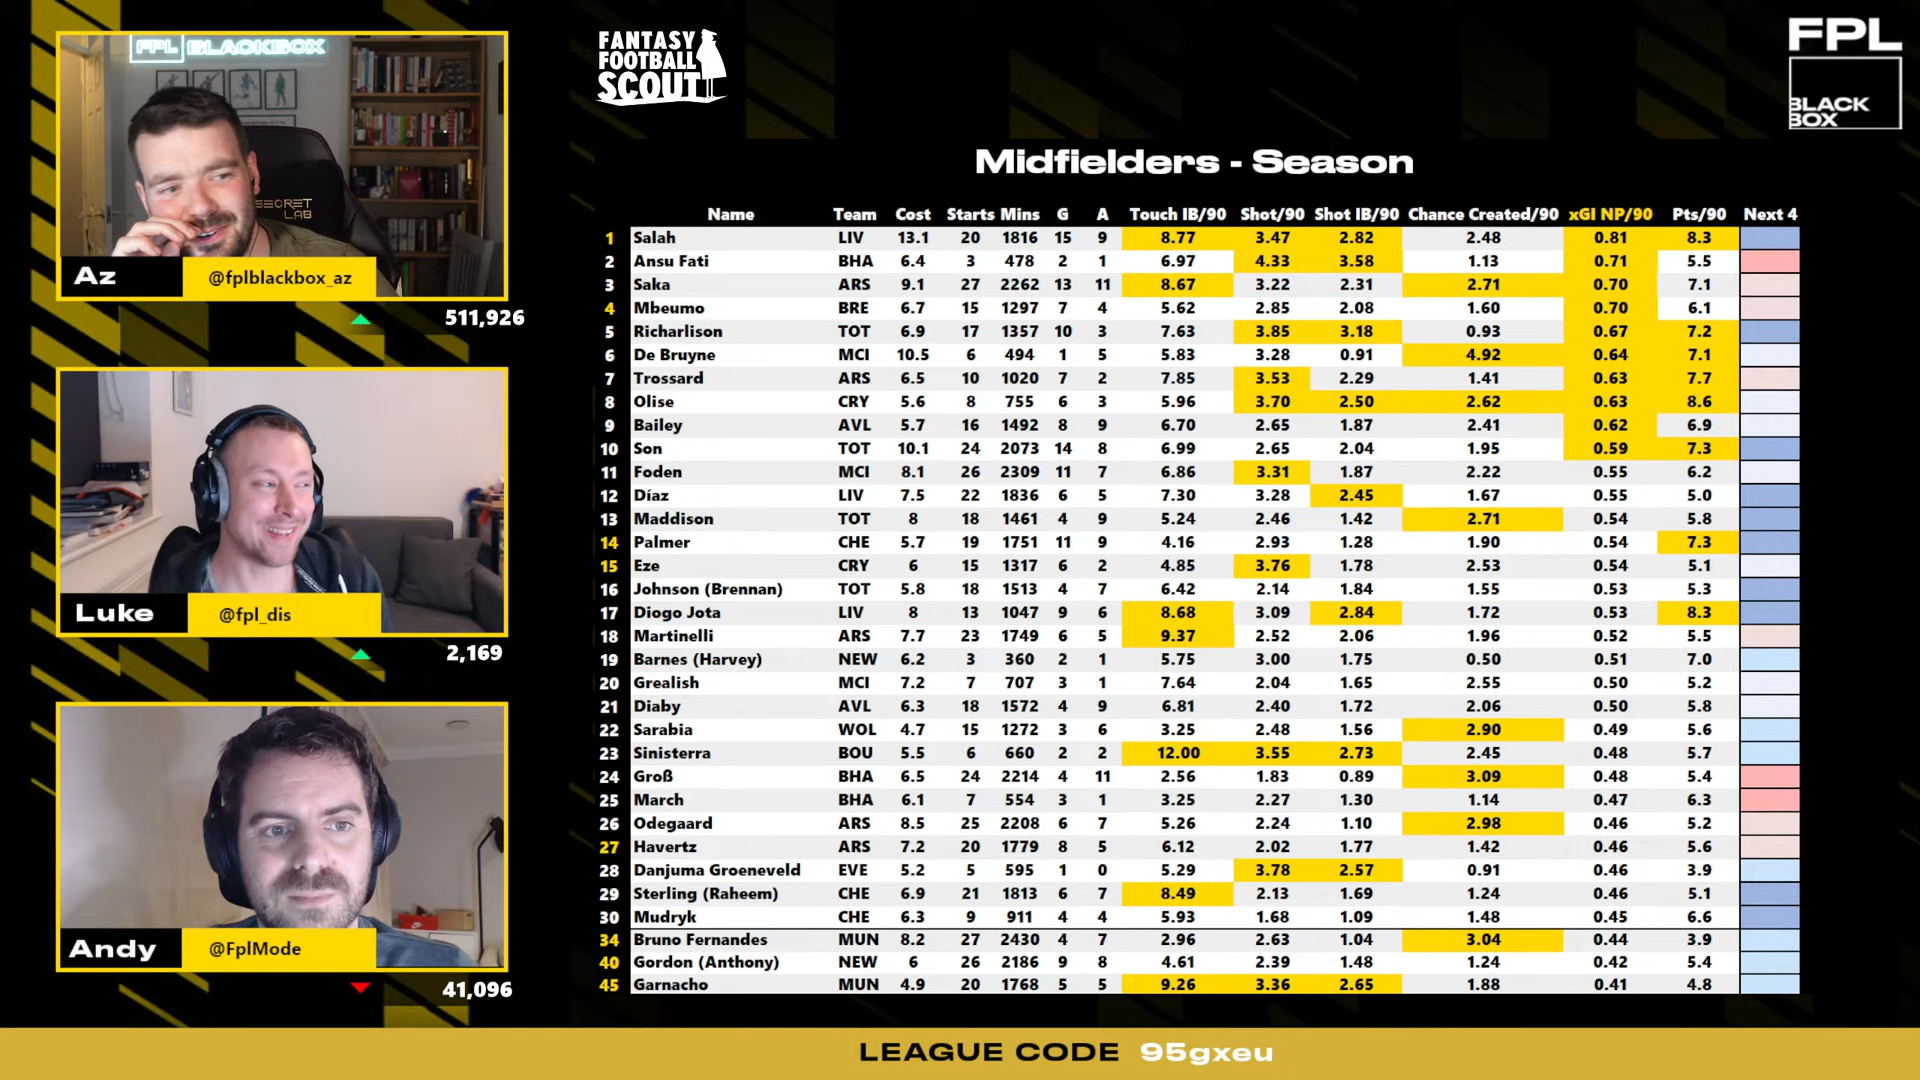 FPL BLACKBOX
SECRET
LAB
Az
@fplblackbox_az
511,926
Luke
@fpl_dis
2,169
Andy
@FplMode
41,096
FANTASY
FOOTBALL
SCOUT
FPL
BLACK
BOX
Midfielders - Season
Name Team Cost Starts Mins G A Touch IB/90 Shot/90 Shot IB/90 Chance Created/90 xGI NP/90 Pts/90 Next 4
1 Salah LIV 13.1 20 1816 15 9 8.77 3.47 2.82 2.48 0.81 8.3
2 Ansu Fati BHA 6.4 3 478 2 1 6.97 4.33 3.58 1.13 0.71 5.5
3 Saka ARS 9.1 27 2262 13 11 8.67 3.22 2.31 2.71 0.70 7.1
4 Mbeumo BRE 6.7 15 1297 7 4 5.62 2.85 2.08 1.60 0.70 6.1
5 Richarlison TOT 6.9 17 1357 10 3 7.63 3.85 3.18 0.93 0.67 7.2
6 De Bruyne MCI 10.5 6 494 1 5 5.83 3.28 0.91 4.92 0.64 7.1
7 Trossard ARS 6.5 10 1020 7 2 7.85 3.53 2.29 1.41 0.63 7.7
8 Olise CRY 5.6 8 755 6 3 5.96 3.70 2.50 2.62 0.63 8.6
9 Bailey AVL 5.7 16 1492 8 9 6.70 2.65 1.87 2.41 0.62 6.9
10 Son TOT 10.1 24 2073 14 8 6.99 2.65 2.04 1.95 0.59 7.3
11 Foden MCI 8.1 26 2309 11 7 6.86 3.31 1.87 2.22 0.55 6.2
12 Díaz LIV 7.5 22 1836 6 5 7.30 3.28 2.45 1.67 0.55 5.0
13 Maddison TOT 8 18 1461 4 9 5.24 2.46 1.42 2.71 0.54 5.8
14 Palmer CHE 5.7 19 1751 11 9 4.16 2.93 1.28 1.90 0.54 7.3
15 Eze CRY 6 15 1317 6 2 4.85 3.76 1.78 2.53 0.54 5.1
16 Johnson (Brennan) TOT 5.8 18 1513 4 7 6.42 2.14 1.84 1.55 0.53 5.3
17 Diogo Jota LIV 8 13 1047 9 6 8.68 3.09 2.84 1.72 0.53 8.3
18 Martinelli ARS 7.7 23 1749 6 5 9.37 2.52 2.06 1.96 0.52 5.5
19 Barnes (Harvey) NEW 6.2 3 360 2 1 5.75 3.00 1.75 0.50 0.51 7.0
20 Grealish MCI 7.2 7 707 3 1 7.64 2.04 1.65 2.55 0.50 5.2
21 Diaby AVL 6.3 18 1572 4 9 6.81 2.40 1.72 2.06 0.50 5.8
22 Sarabia WOL 4.7 15 1272 3 6 3.25 2.48 1.56 2.90 0.49 5.6
23 Sinisterra BOU 5.5 6 660 2 2 12.00 3.55 2.73 2.45 0.48 5.7
24 Groß BHA 6.5 24 2214 4 11 2.56 1.83 0.89 3.09 0.48 5.4
25 March BHA 6.1 7 554 3 1 3.25 2.27 1.30 1.14 0.47 6.3
26 Odegaard ARS 8.5 25 2208 6 7 5.26 2.24 1.10 2.98 0.46 5.2
27 Havertz ARS 7.2 20 1779 8 5 6.12 2.02 1.77 1.42 0.46 5.6
28 Danjuma Groeneveld EVE 5.2 5 595 1 0 5.29 3.78 2.57 0.91 0.46 3.9
29 Sterling (Raheem) CHE 6.9 21 1813 6 7 8.49 2.13 1.69 1.24 0.46 5.1
30 Mudryk CHE 6.3 9 911 4 4 5.93 1.68 1.09 1.48 0.45 6.6
34 Bruno Fernandes MUN 8.2 27 2430 4 7 2.96 2.63 1.04 3.04 0.44 3.9
40 Gordon (Anthony) NEW 6 26 2186 9 8 4.61 2.39 1.48 1.24 0.42 5.4
45 Garnacho MUN 4.9 20 1768 5 5 9.26 3.36 2.65 1.88 0.41 4.8
LEAGUE CODE 95gxeu